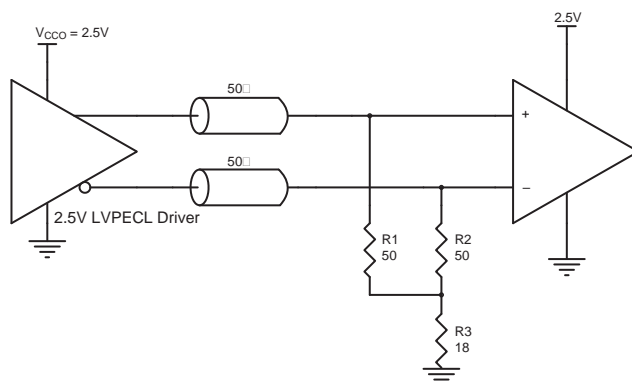 V_CCO = 2.5V
2.5V
50□
50□
+
−
2.5V LVPECL Driver
R1
50
R2
50
R3
18